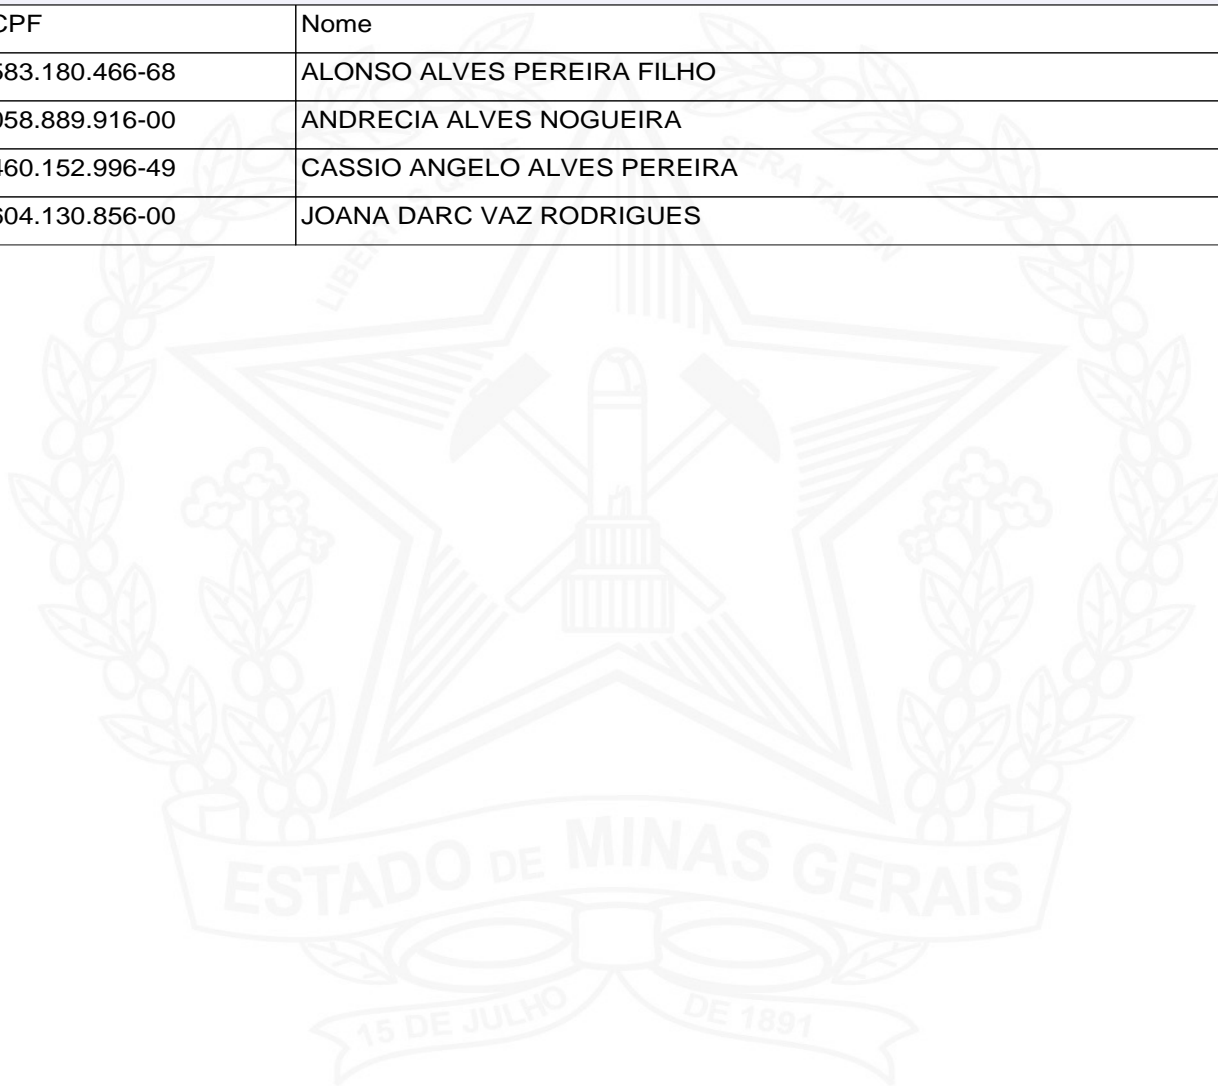 CPF Nome
583.180.466-68 ALONSO ALVES PEREIRA FILHO
058.889.916-00 ANDRECIA ALVES NOGUEIRA
460.152.996-49 CASSIO ANGELO ALVES PEREIRA
604.130.856-00 JOANA DARC VAZ RODRIGUES
LIBERTAS QUAE SERA TAMEN
ESTADO DE MINAS GERAIS
15 DE JULHO DE 1891